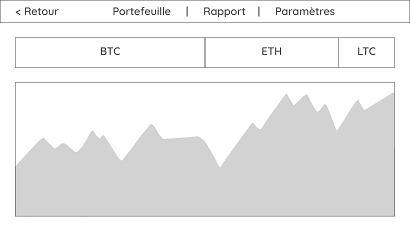 < Retour Portefeuille | Rapport | Paramètres
BTC ETH LTC